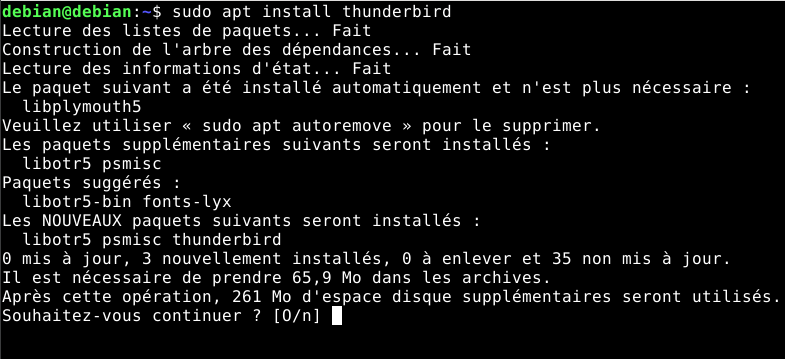 debian@debian:~$ sudo apt install thunderbird
Lecture des listes de paquets... Fait
Construction de l'arbre des dépendances... Fait
Lecture des informations d'état... Fait
Le paquet suivant a été installé automatiquement et n'est plus nécessaire :
  libplymouth5
Veuillez utiliser « sudo apt autoremove » pour le supprimer.
Les paquets supplémentaires suivants seront installés :
  libotr5 psmisc
Paquets suggérés :
  libotr5-bin fonts-lyx
Les NOUVEAUX paquets suivants seront installés :
  libotr5 psmisc thunderbird
0 mis à jour, 3 nouvellement installés, 0 à enlever et 35 non mis à jour.
Il est nécessaire de prendre 65,9 Mo dans les archives.
Après cette opération, 261 Mo d'espace disque supplémentaires seront utilisés.
Souhaitez-vous continuer ? [O/n]